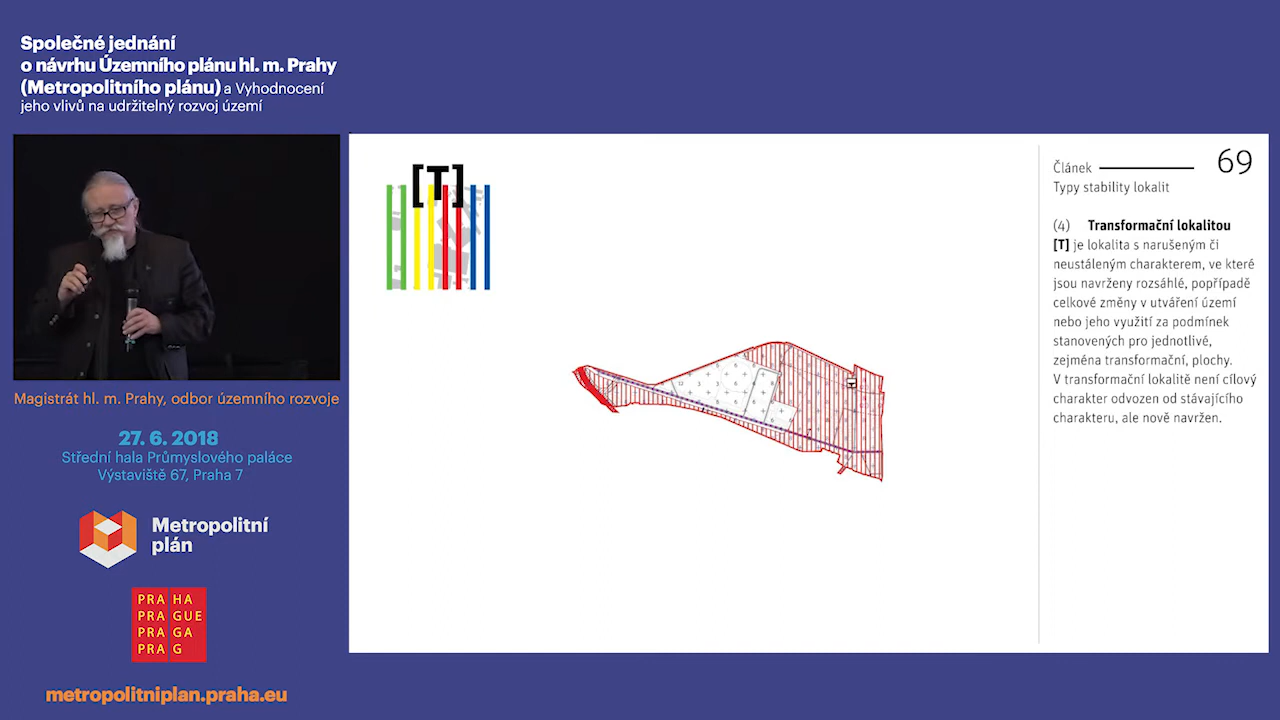 Společné jednání
o návrhu Územního plánu hl. m. Prahy
(Metropolitního plánu) a Vyhodnocení
jeho vlivů na udržitelný rozvoj území
Magistrát hl. m. Prahy, odbor územního rozvoje
27. 6. 2018
Střední hala Průmyslového paláce
Výstaviště 67, Praha 7
Metropolitní
plán
PRA HA
PRA GUE
PRA GA
PRA G
metropolitniplan.praha.eu
[T]
Článek 69
Typy stability lokalit
(4) Transformační lokalitou
[T] je lokalita s narušeným či
neustáleným charakterem, ve které
jsou navrženy rozsáhlé, popřípadě
celkové změny v utváření území
nebo jeho využití za podmínek
stanovených pro jednotlivé,
zejména transformační, plochy.
V transformační lokalitě není cílový
charakter odvozen od stávajícího
charakteru, ale nově navržen.